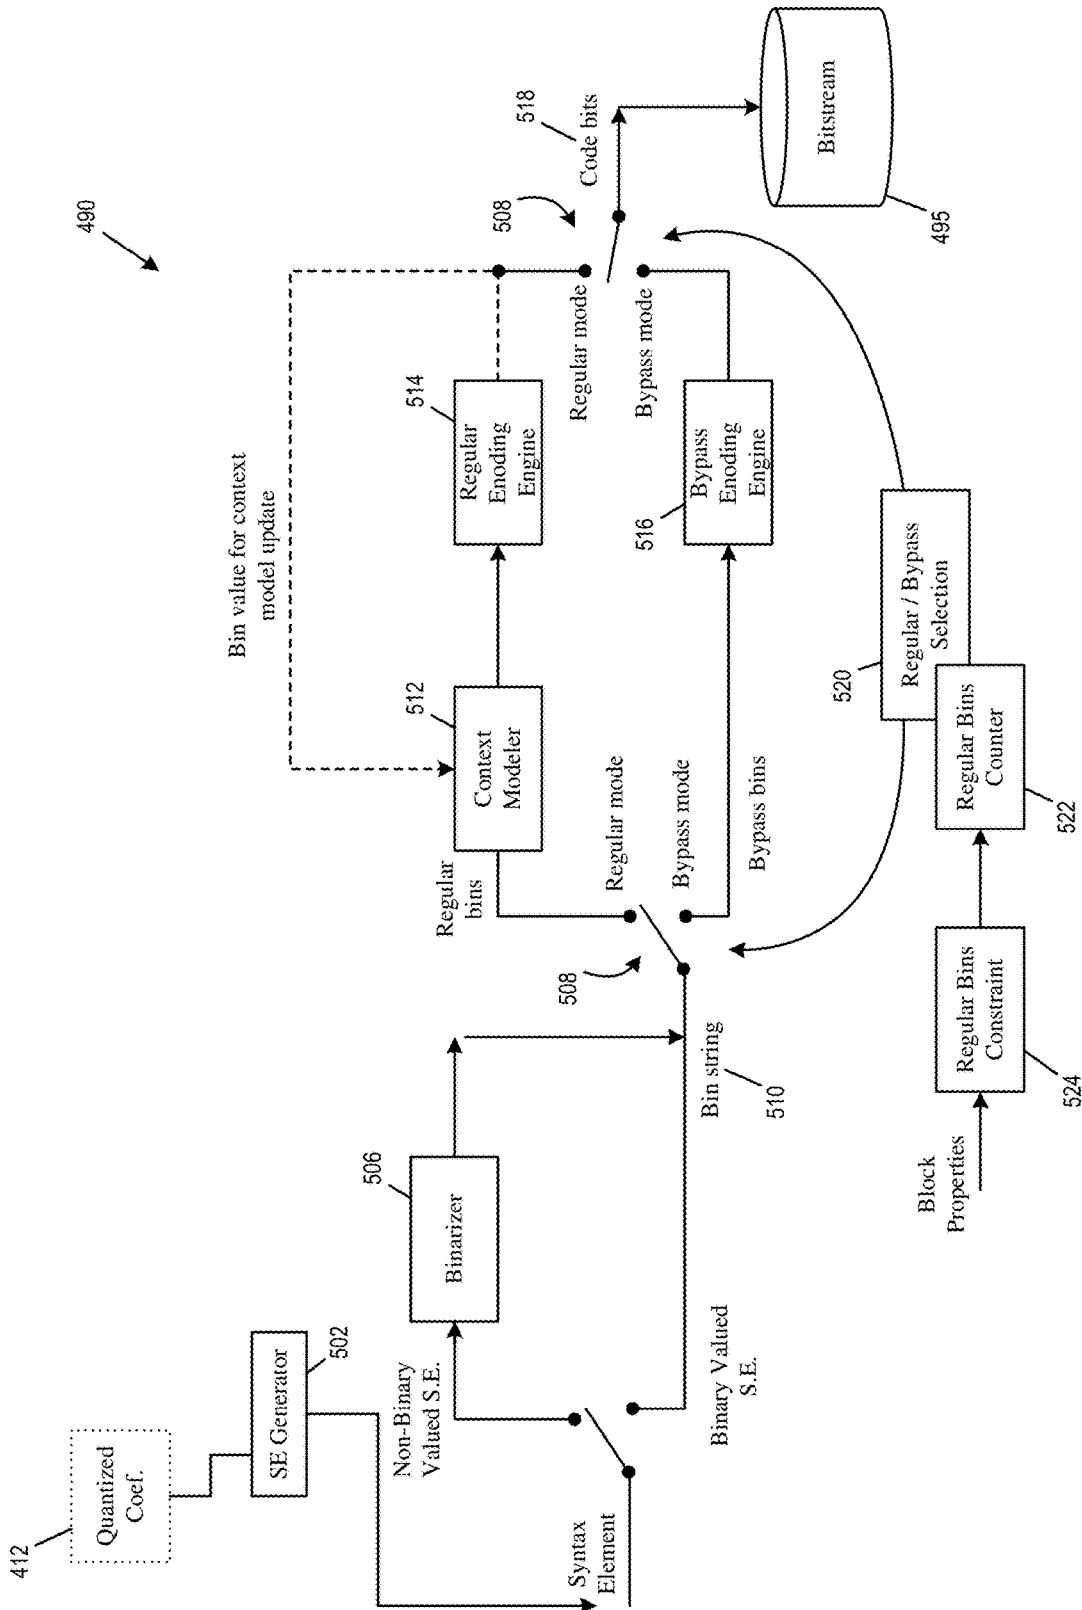 412
Quantized
Coef.
SE Generator
502
Syntax
Element
Non-Binary
Valued S.E.
Binary Valued
S.E.
506
Binarizer
Bin string
510
508
Regular mode
Bypass mode
Regular
bins
Bypass bins
512
Context
Modeler
Bin value for context
model update
514
Regular
Enoding
Engine
516
Bypass
Enoding
Engine
Regular mode
Bypass mode
508
490
518
Code bits
Bitstream
495
520
Regular / Bypass
Selection
Regular Bins
Counter
522
Regular Bins
Constraint
524
Block
Properties